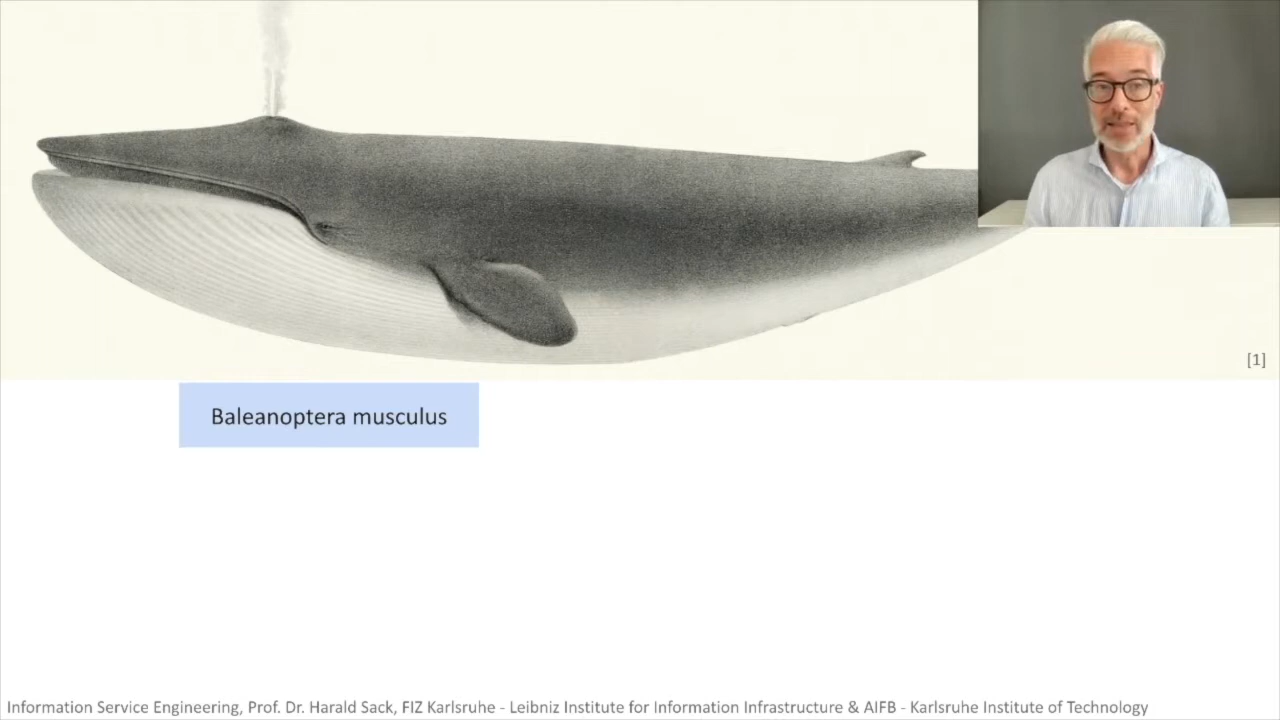 [1]
Baleanoptera musculus
Information Service Engineering, Prof. Dr. Harald Sack, FIZ Karlsruhe - Leibniz Institute for Information Infrastructure & AIFB - Karlsruhe Institute of Technology